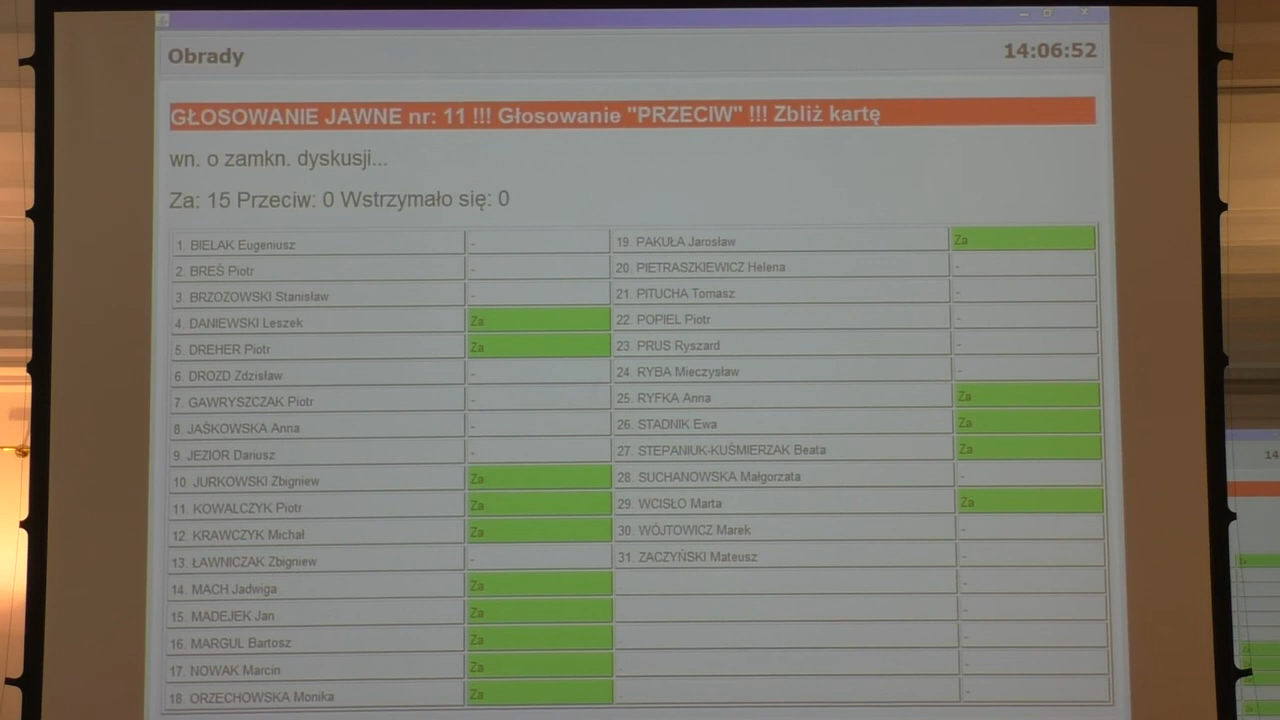 Obrady 14:06:52
GŁOSOWANIE JAWNE nr: 11 !!! Głosowanie "PRZECIW" !!! Zbliż kartę
wn. o zamkn. dyskusji...
Za: 15 Przeciw: 0 Wstrzymało się: 0
1. BIELAK Eugeniusz -
2. BREŚ Piotr -
3. BRZOZOWSKI Stanisław -
4. DANIEWSKI Leszek Za
5. DREHER Piotr Za
6. DROZD Zdzisław -
7. GAWRYSZCZAK Piotr -
8. JAŚKOWSKA Anna -
9. JEZIOR Dariusz -
10. JURKOWSKI Zbigniew Za
11. KOWALCZYK Piotr Za
12. KRAWCZYK Michał Za
13. ŁAWNICZAK Zbigniew -
14. MACH Jadwiga Za
15. MADEJEK Jan Za
16. MARGUL Bartosz Za
17. NOWAK Marcin Za
18. ORZECHOWSKA Monika Za
19. PAKUŁA Jarosław Za
20. PIETRASZKIEWICZ Helena -
21. PITUCHA Tomasz -
22. POPIEL Piotr -
23. PRUS Ryszard -
24. RYBA Mieczysław -
25. RYFKA Anna Za
26. STADNIK Ewa Za
27. STEPANIUK-KUŚMIERZAK Beata Za
28. SUCHANOWSKA Małgorzata -
29. WCISŁO Marta Za
30. WÓJTOWICZ Marek -
31. ZACZYŃSKI Mateusz -
-
-
-
-
-
14